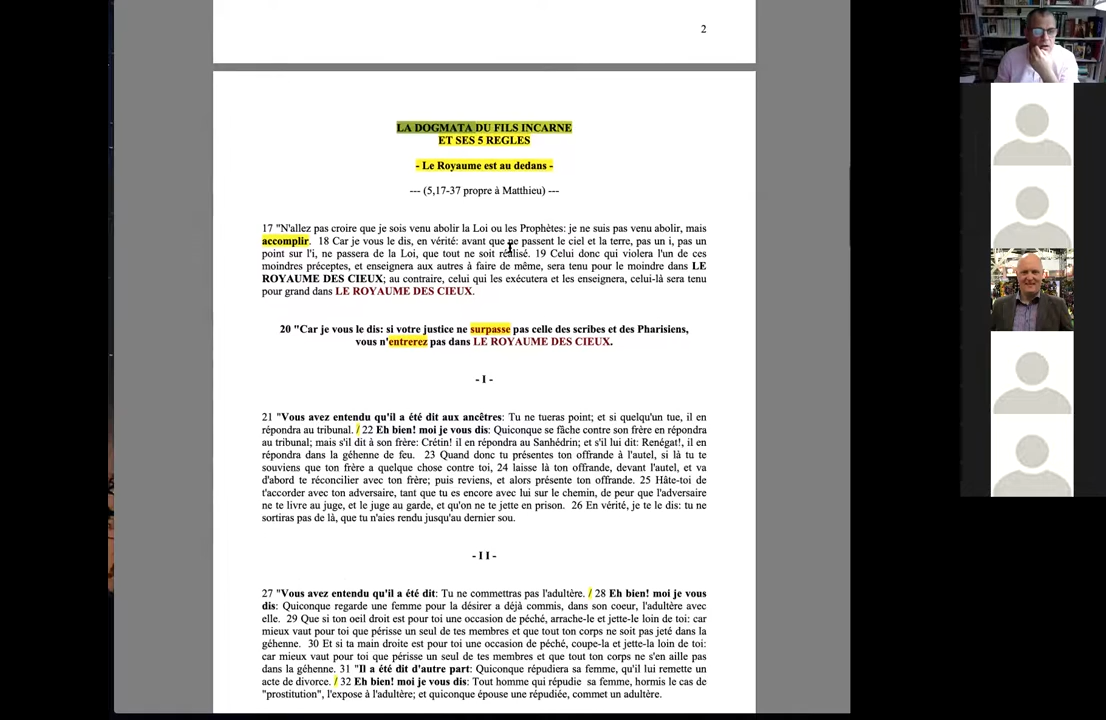 2
LA DOGMATA DU FILS INCARNE
ET SES 5 REGLES
- Le Royaume est au dedans -
--- (5,17-37 propre à Matthieu) ---
17 "N'allez pas croire que je sois venu abolir la Loi ou les Prophètes: je ne suis pas venu abolir, mais
accomplir. 18 Car je vous le dis, en vérité: avant que ne passent le ciel et la terre, pas un i, pas un
point sur l'i, ne passera de la Loi, que tout ne soit réalisé. 19 Celui donc qui violera l'un de ces
moindres préceptes, et enseignera aux autres à faire de même, sera tenu pour le moindre dans LE
ROYAUME DES CIEUX; au contraire, celui qui les exécutera et les enseignera, celui-là sera tenu
pour grand dans LE ROYAUME DES CIEUX.
20 "Car je vous le dis: si votre justice ne surpasse pas celle des scribes et des Pharisiens,
vous n'entrerez pas dans LE ROYAUME DES CIEUX.
- I -
21 "Vous avez entendu qu'il a été dit aux ancêtres: Tu ne tueras point; et si quelqu'un tue, il en
répondra au tribunal. / 22 Eh bien! moi je vous dis: Quiconque se fâche contre son frère en répondra
au tribunal; mais s'il dit à son frère: Crétin! il en répondra au Sanhédrin; et s'il lui dit: Renégat!, il en
répondra dans la géhenne de feu. 23 Quand donc tu présentes ton offrande à l'autel, si là tu te
souviens que ton frère a quelque chose contre toi, 24 laisse là ton offrande, devant l'autel, et va
d'abord te réconcilier avec ton frère; puis reviens, et alors présente ton offrande. 25 Hâte-toi de
t'accorder avec ton adversaire, tant que tu es encore avec lui sur le chemin, de peur que l'adversaire
ne te livre au juge, et le juge au garde, et qu'on ne te jette en prison. 26 En vérité, je te le dis: tu ne
sortiras pas de là, que tu n'aies rendu jusqu'au dernier sou.
- I I -
27 "Vous avez entendu qu'il a été dit: Tu ne commettras pas l'adultère. / 28 Eh bien! moi je vous
dis: Quiconque regarde une femme pour la désirer a déjà commis, dans son coeur, l'adultère avec
elle. 29 Que si ton oeil droit est pour toi une occasion de péché, arrache-le et jette-le loin de toi: car
mieux vaut pour toi que périsse un seul de tes membres et que tout ton corps ne soit pas jeté dans la
géhenne. 30 Et si ta main droite est pour toi une occasion de péché, coupe-la et jette-la loin de toi:
car mieux vaut pour toi que périsse un seul de tes membres et que tout ton corps ne s'en aille pas
dans la géhenne. 31 "Il a été dit d'autre part: Quiconque répudiera sa femme, qu'il lui remette un
acte de divorce. / 32 Eh bien! moi je vous dis: Tout homme qui répudie sa femme, hormis le cas de
"prostitution", l'expose à l'adultère; et quiconque épouse une répudiée, commet un adultère.